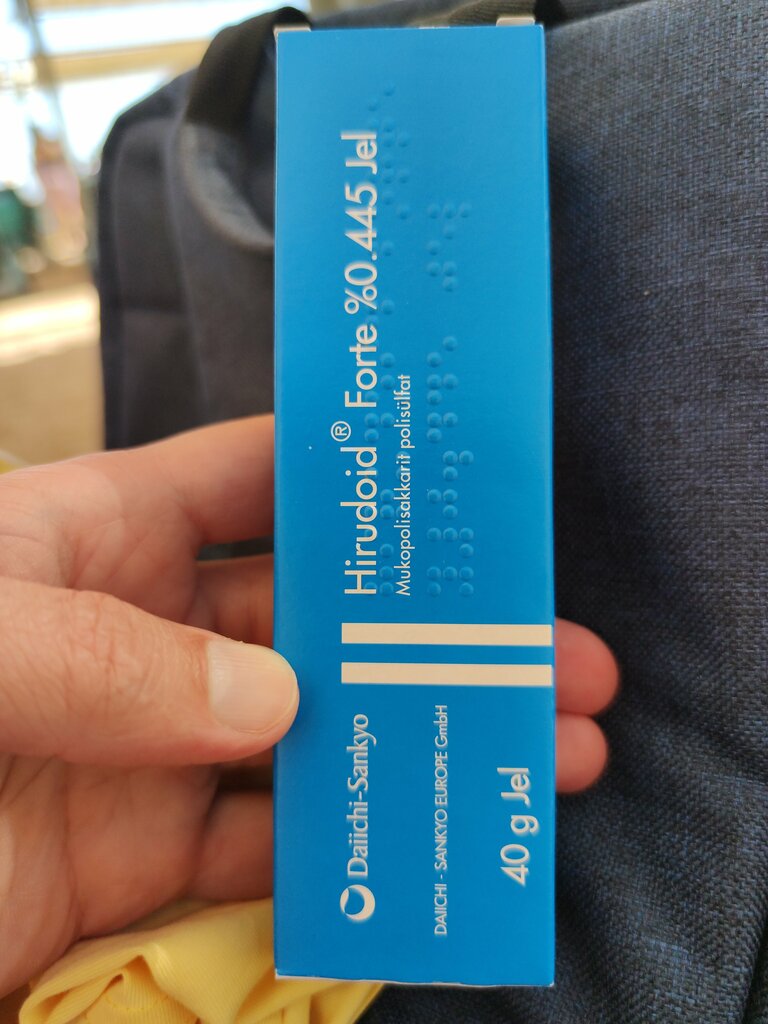 Hirudoid® Forte %0.445 Jel
Mukopolisakkarit polisülfat
Daiichi-Sankyo
DAIICHI - SANKYO EUROPE GmbH
40 g Jel